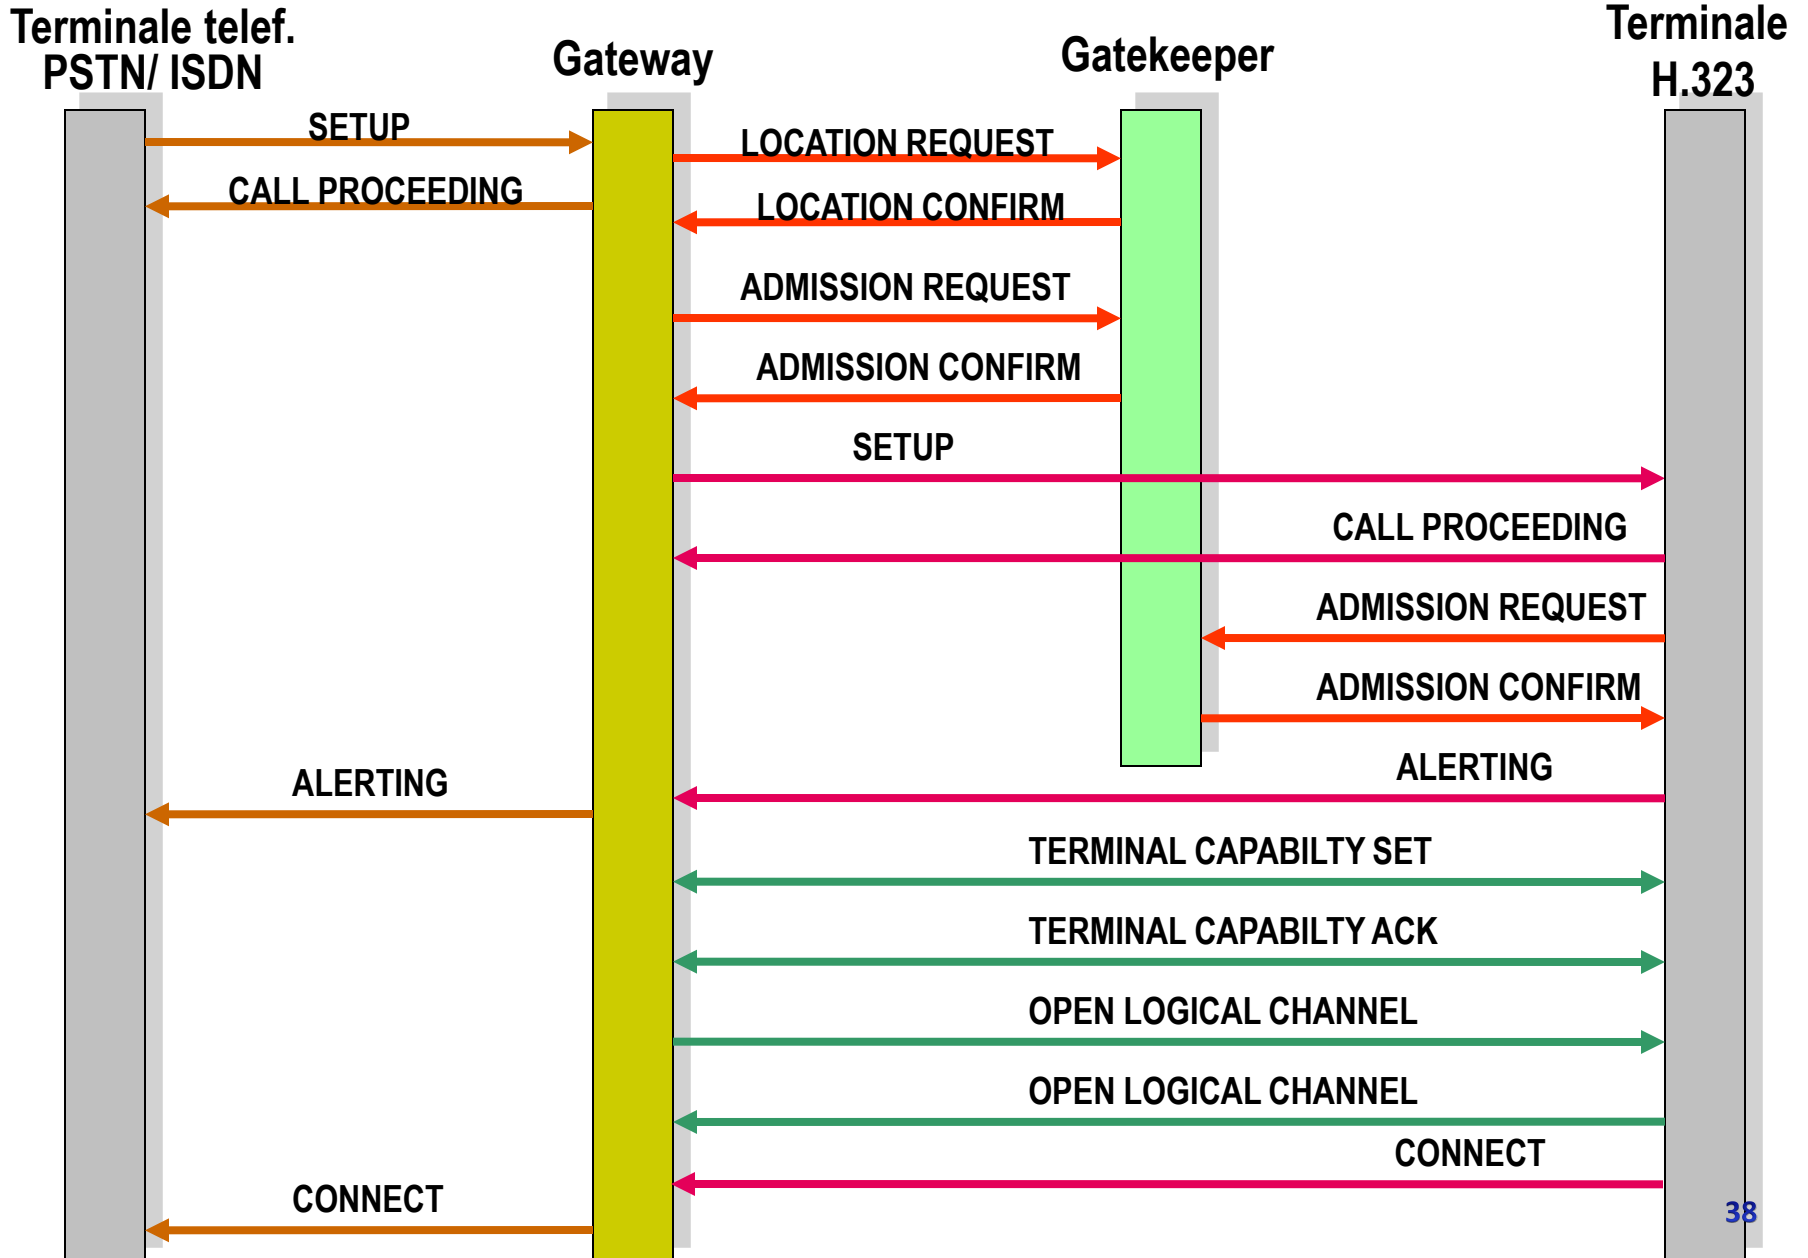 Terminale telef.
PSTN/ ISDN
Gateway
Gatekeeper
Terminale
H.323
SETUP
LOCATION REQUEST
CALL PROCEEDING
LOCATION CONFIRM
ADMISSION REQUEST
ADMISSION CONFIRM
SETUP
CALL PROCEEDING
ADMISSION REQUEST
ADMISSION CONFIRM
ALERTING
ALERTING
TERMINAL CAPABILTY SET
TERMINAL CAPABILTY ACK
OPEN LOGICAL CHANNEL
OPEN LOGICAL CHANNEL
CONNECT
CONNECT
38